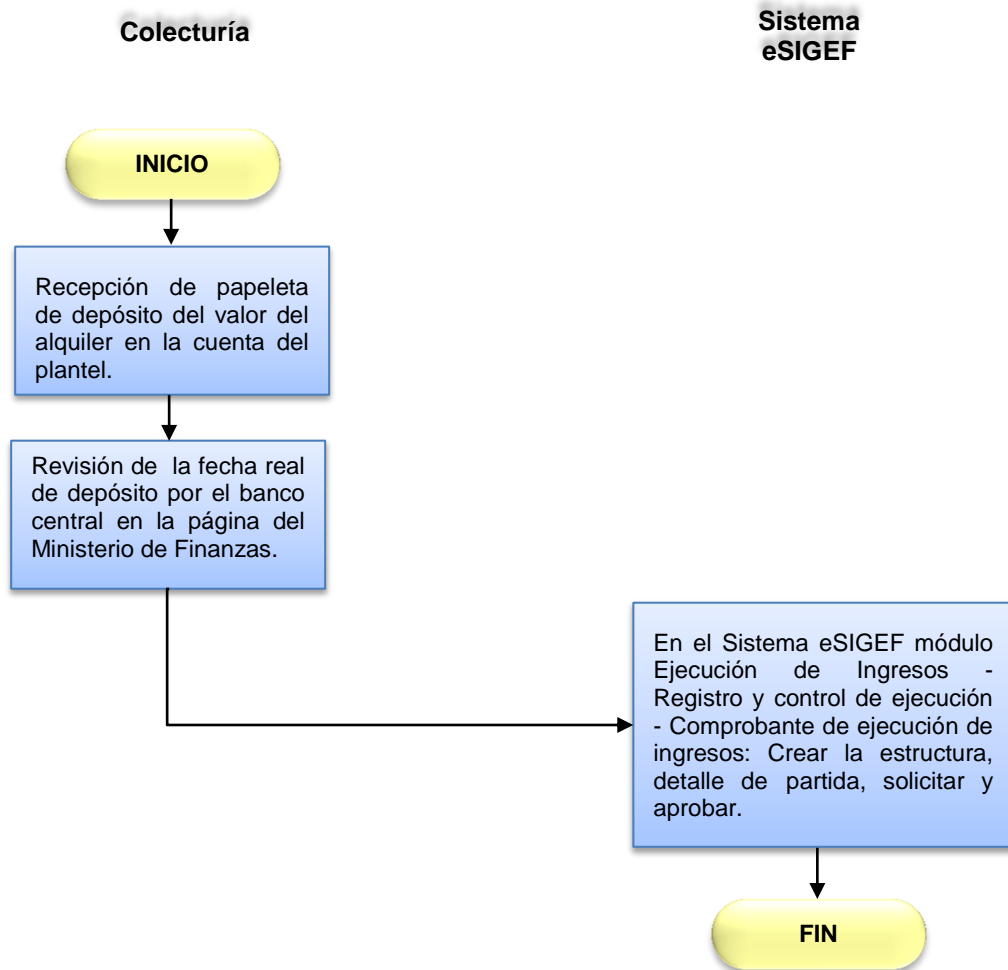 Colecturía
Sistema
eSIGEF
INICIO
Recepción de papeleta
de depósito del valor del
alquiler en la cuenta del
plantel.
Revisión de la fecha real
de depósito por el banco
central en la página del
Ministerio de Finanzas.
En el Sistema eSIGEF módulo
Ejecución de Ingresos -
Registro y control de ejecución
- Comprobante de ejecución de
ingresos: Crear la estructura,
detalle de partida, solicitar y
aprobar.
FIN